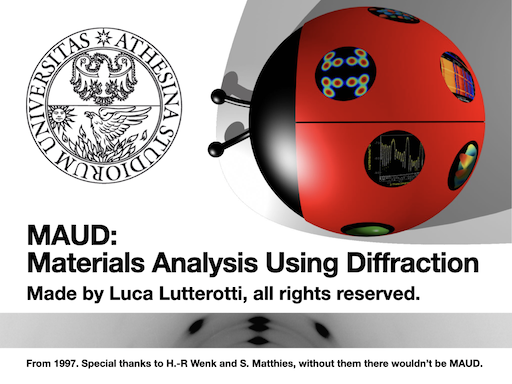 UNIVERSITAS ATHESINA STUDIORUM
MAUD:
Materials Analysis Using Diffraction
Made by Luca Lutterotti, all rights reserved.
From 1997. Special thanks to H.-R Wenk and S. Matthies, without them there wouldn't be MAUD.